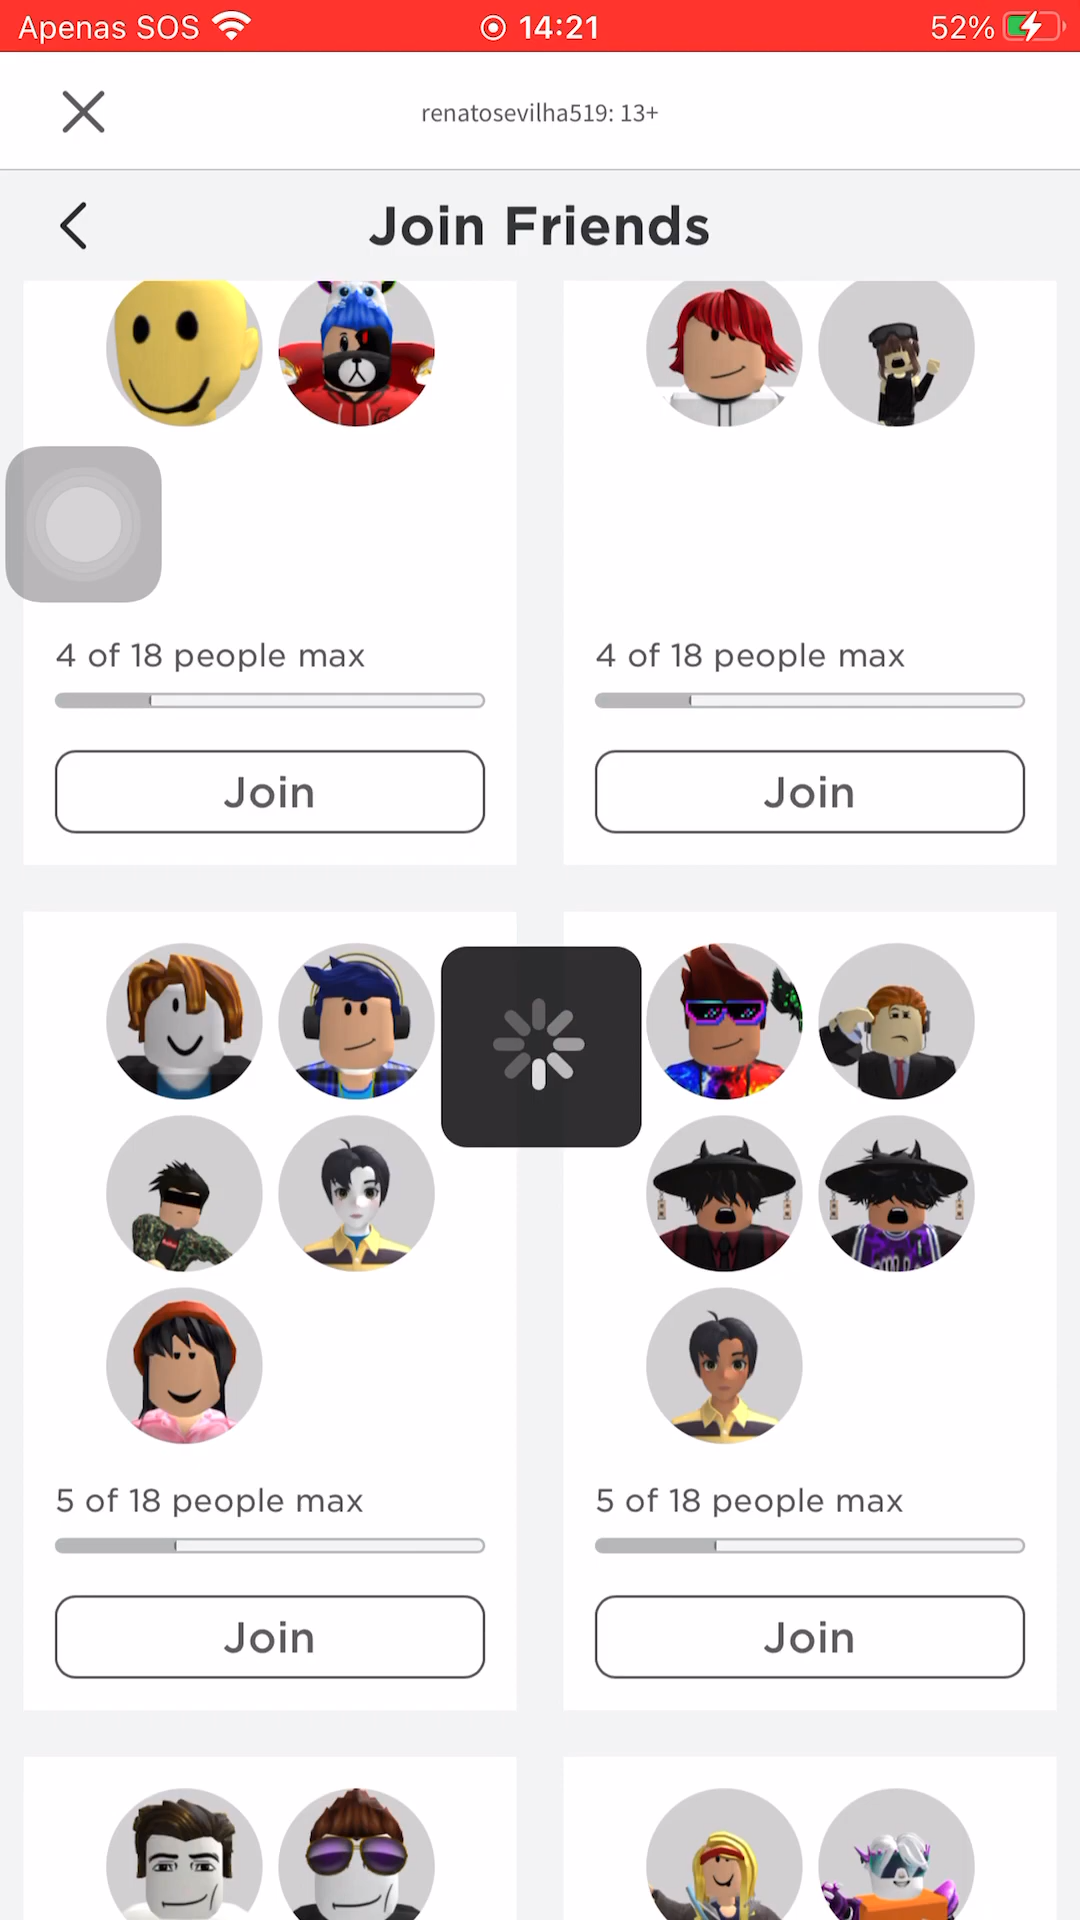 Apenas SOS 14:21 52%
renatosevilha519: 13+
Join Friends
4 of 18 people max
4 of 18 people max
Join
Join
5 of 18 people max
5 of 18 people max
Join
Join